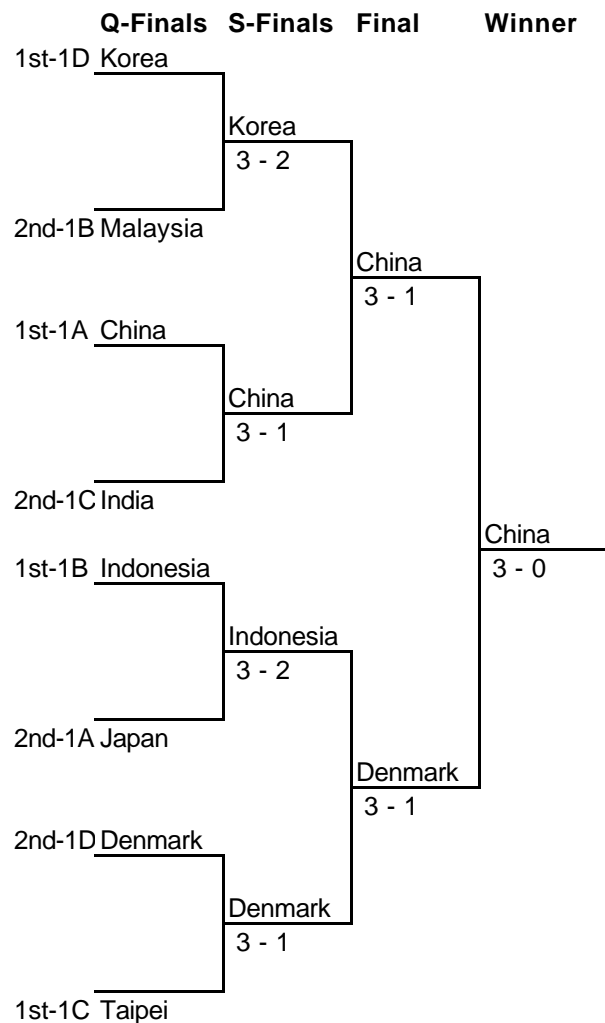 Q-Finals S-Finals Final Winner
1st-1D Korea
Korea
3 - 2
2nd-1B Malaysia
China
3 - 1
1st-1A China
China
3 - 1
2nd-1C India
China
3 - 0
1st-1B Indonesia
Indonesia
3 - 2
2nd-1A Japan
Denmark
3 - 1
2nd-1D Denmark
Denmark
3 - 1
1st-1C Taipei